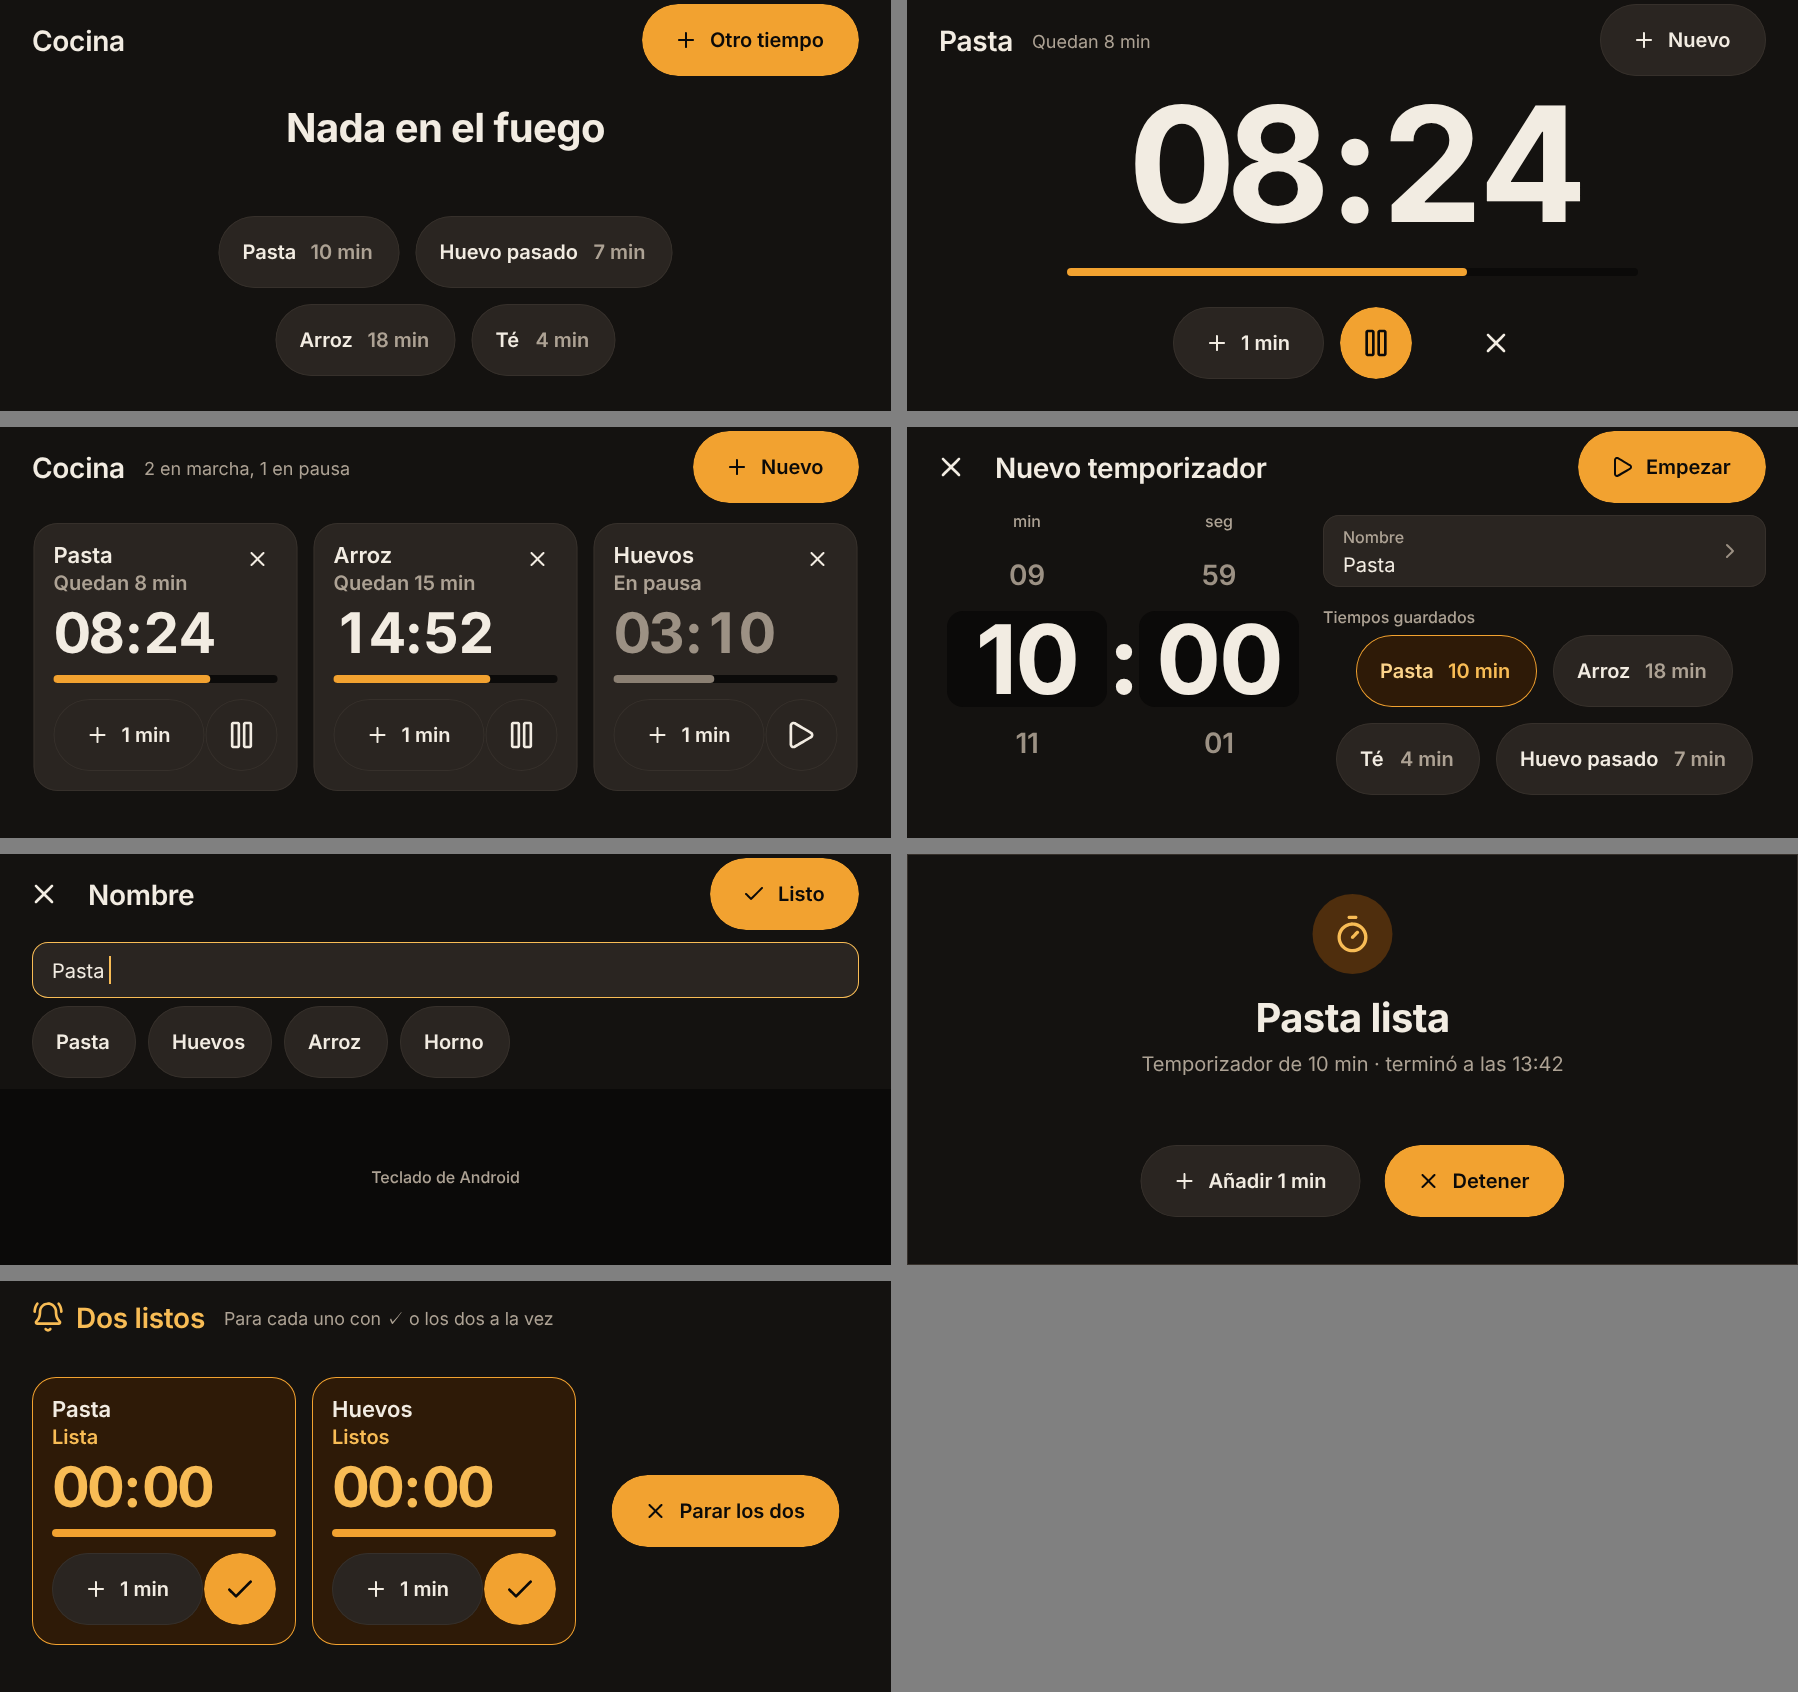 Cocina
+ Otro tiempo
Nada en el fuego
Pasta 10 min
Huevo pasado 7 min
Arroz 18 min
Té 4 min
Pasta Quedan 8 min
+ Nuevo
08:24
+ 1 min
Cocina 2 en marcha, 1 en pausa
+ Nuevo
Pasta
Quedan 8 min
08:24
+ 1 min
Arroz
Quedan 15 min
14:52
+ 1 min
Huevos
En pausa
03:10
+ 1 min
Nuevo temporizador
Empezar
min seg
09 59
10 : 00
11 01
Nombre
Pasta
Tiempos guardados
Pasta 10 min
Arroz 18 min
Té 4 min
Huevo pasado 7 min
Nombre
Listo
Pasta
Pasta
Huevos
Arroz
Horno
Teclado de Android
Pasta lista
Temporizador de 10 min · terminó a las 13:42
+ Añadir 1 min
Detener
Dos listos Para cada uno con ✓ o los dos a la vez
Pasta
Lista
00:00
+ 1 min
Huevos
Listos
00:00
+ 1 min
Parar los dos